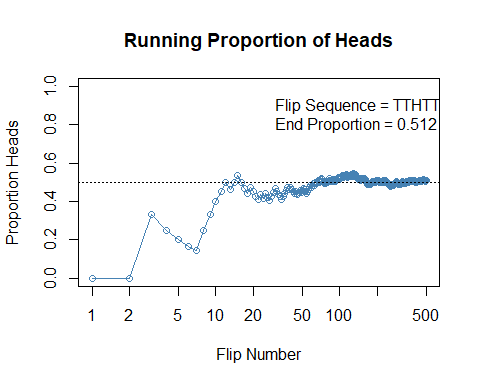 Running Proportion of Heads
Flip Sequence = TTHTT
End Proportion = 0.512
Proportion Heads
1.0
0.8
0.6
0.4
0.2
0.0
1 2 5 10 20 50 100 500
Flip Number